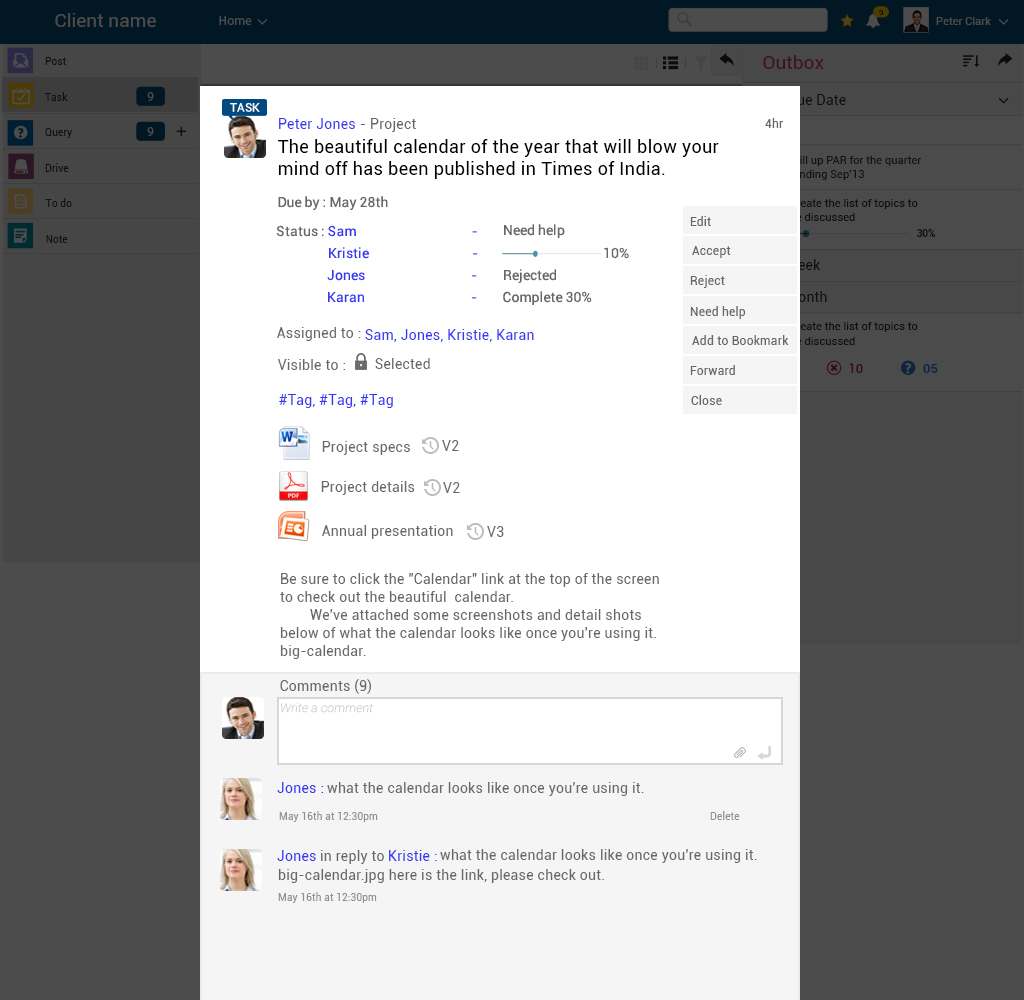 Client name
Home
0
Peter Clark
Post
Task 9
Query 9 +
Drive
To do
Note
Outbox
ue Date
ill up PAR for the quarter
nding Sep'13
eate the list of topics to
e discussed
30%
eek
onth
eate the list of topics to
e discussed
10 05
TASK
Peter Jones - Project 4hr
The beautiful calendar of the year that will blow your
mind off has been published in Times of India.
Due by : May 28th
Status : Sam - Need help
Kristie - 10%
Jones - Rejected
Karan - Complete 30%
Assigned to : Sam, Jones, Kristie, Karan
Visible to : Selected
#Tag, #Tag, #Tag
Edit
Accept
Reject
Need help
Add to Bookmark
Forward
Close
Project specs V2
PDF Project details V2
Annual presentation V3
Be sure to click the "Calendar" link at the top of the screen
to check out the beautiful calendar.
We've attached some screenshots and detail shots
below of what the calendar looks like once you're using it.
big-calendar.
Comments (9)
Write a comment
Jones : what the calendar looks like once you're using it.
May 16th at 12:30pm Delete
Jones in reply to Kristie : what the calendar looks like once you're using it.
big-calendar.jpg here is the link, please check out.
May 16th at 12:30pm